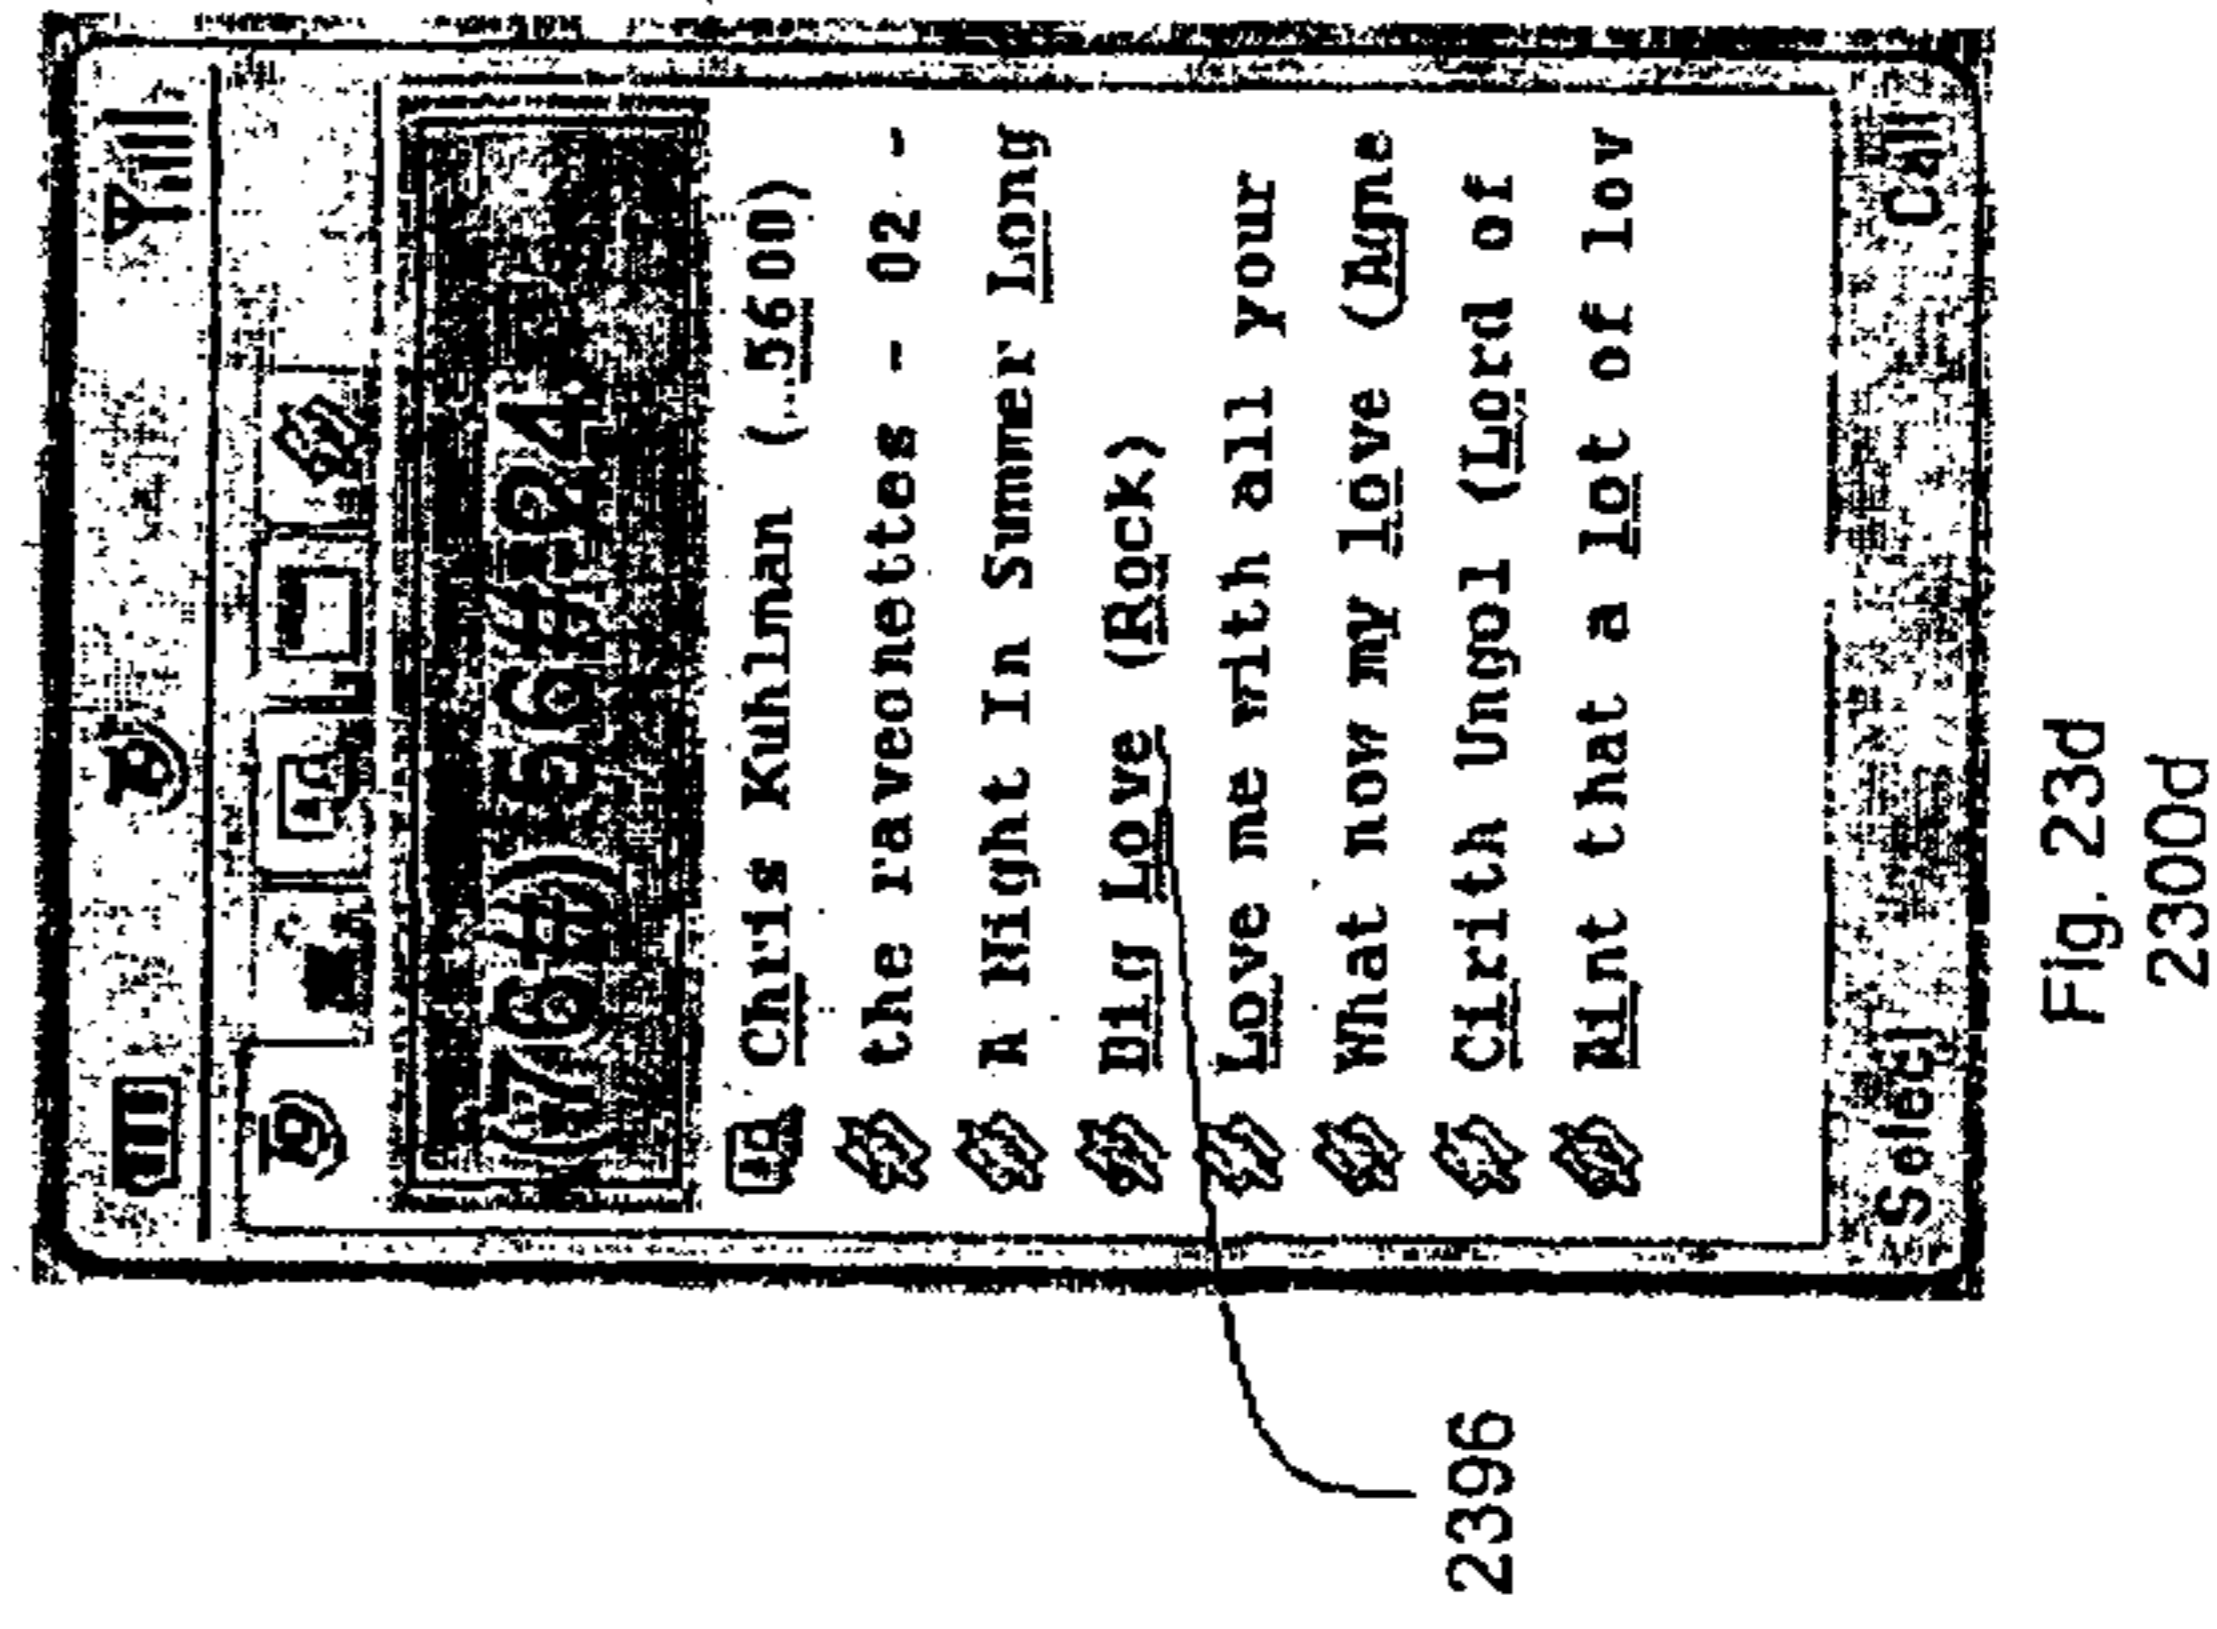 (76#)56#24
Chris Kuhlman (...5600)
the raveonettes - 02 -
A Night In Summer Long
Big Love (Rock)
Love me with all your
What now my love (Agne
Cirith Ungol (Lord of
Aint that a lot of lov
Select Call
2396
Fig. 23d
2300d